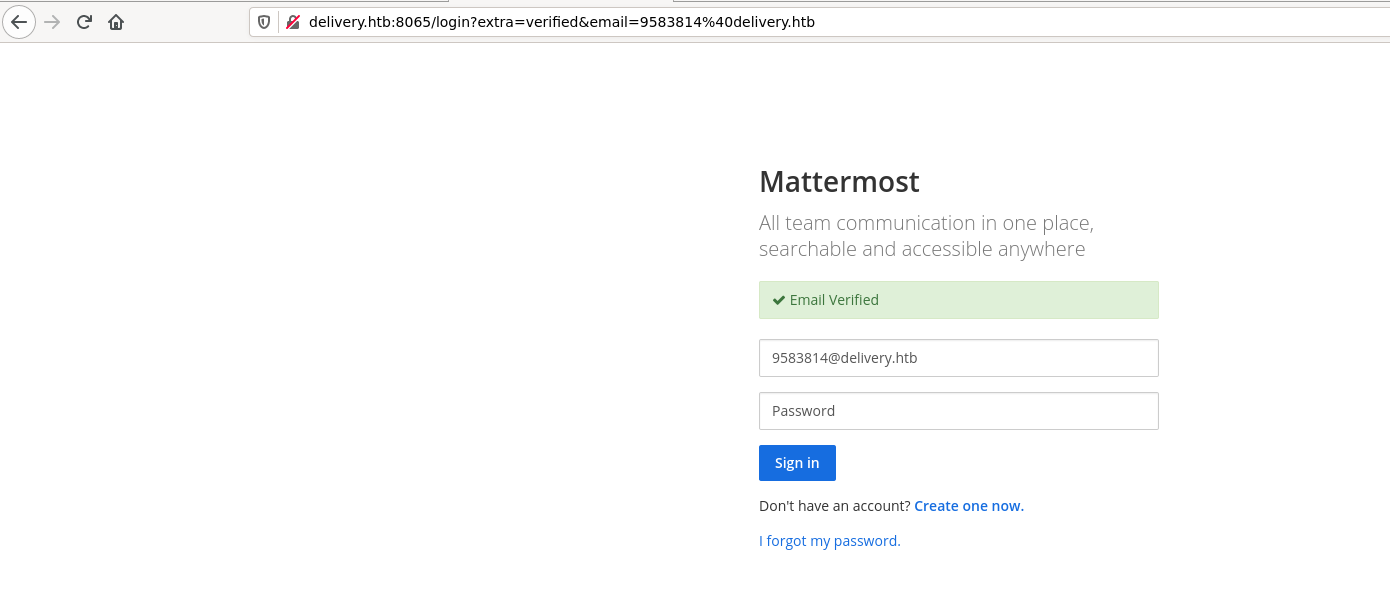 delivery.htb:8065/login?extra=verified&email=9583814%40delivery.htb
Mattermost
All team communication in one place,
searchable and accessible anywhere
Email Verified
9583814@delivery.htb
Password
Sign in
Don't have an account? Create one now.
I forgot my password.